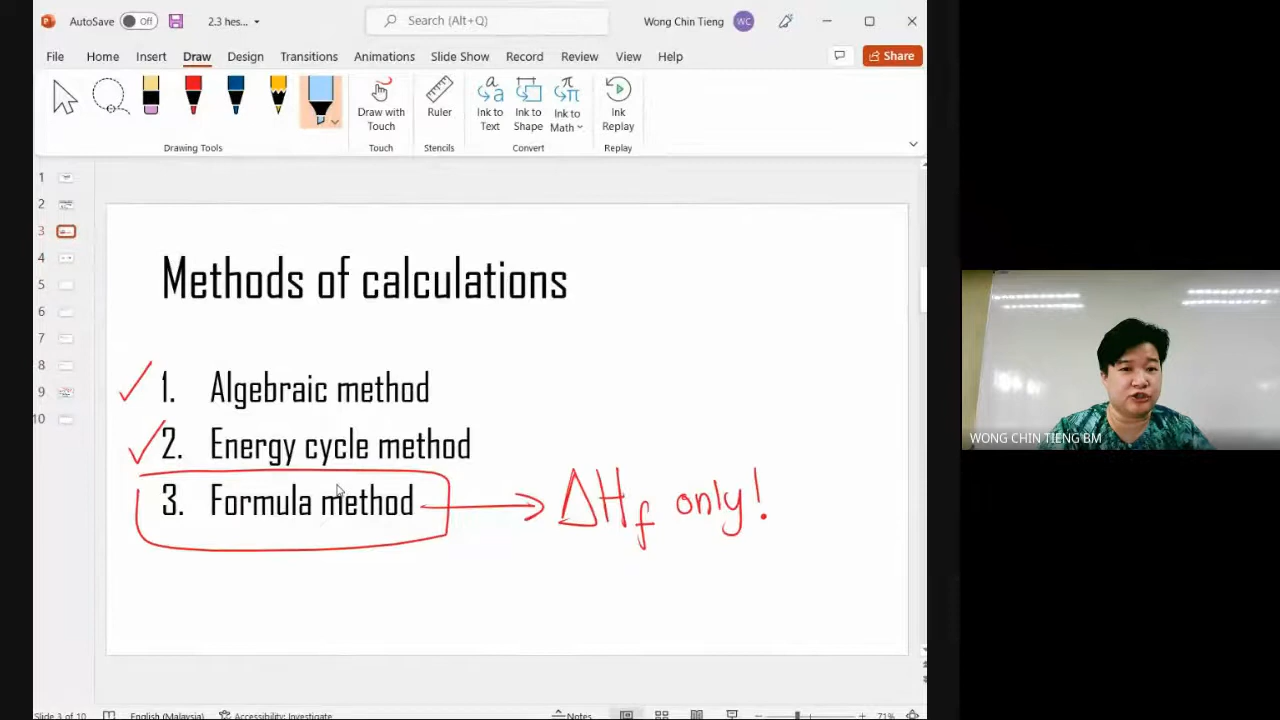 AutoSave Off 2.3 hes... Search (Alt+Q) Wong Chin Tieng WC
File Home Insert Draw Design Transitions Animations Slide Show Record Review View Help Share
Draw with Touch
Ruler
Ink to Text
Ink to Shape
Ink to Math
Ink Replay
Drawing Tools Touch Stencils Convert Replay
1
2
3
4
5
6
7
8
9
10
Methods of calculations
1. Algebraic method
2. Energy cycle method
3. Formula method ΔHf only!
WONG CHIN TIENG BM
Slide 3 of 10 English (Malaysia) Accessibility: Investigate Notes 71%